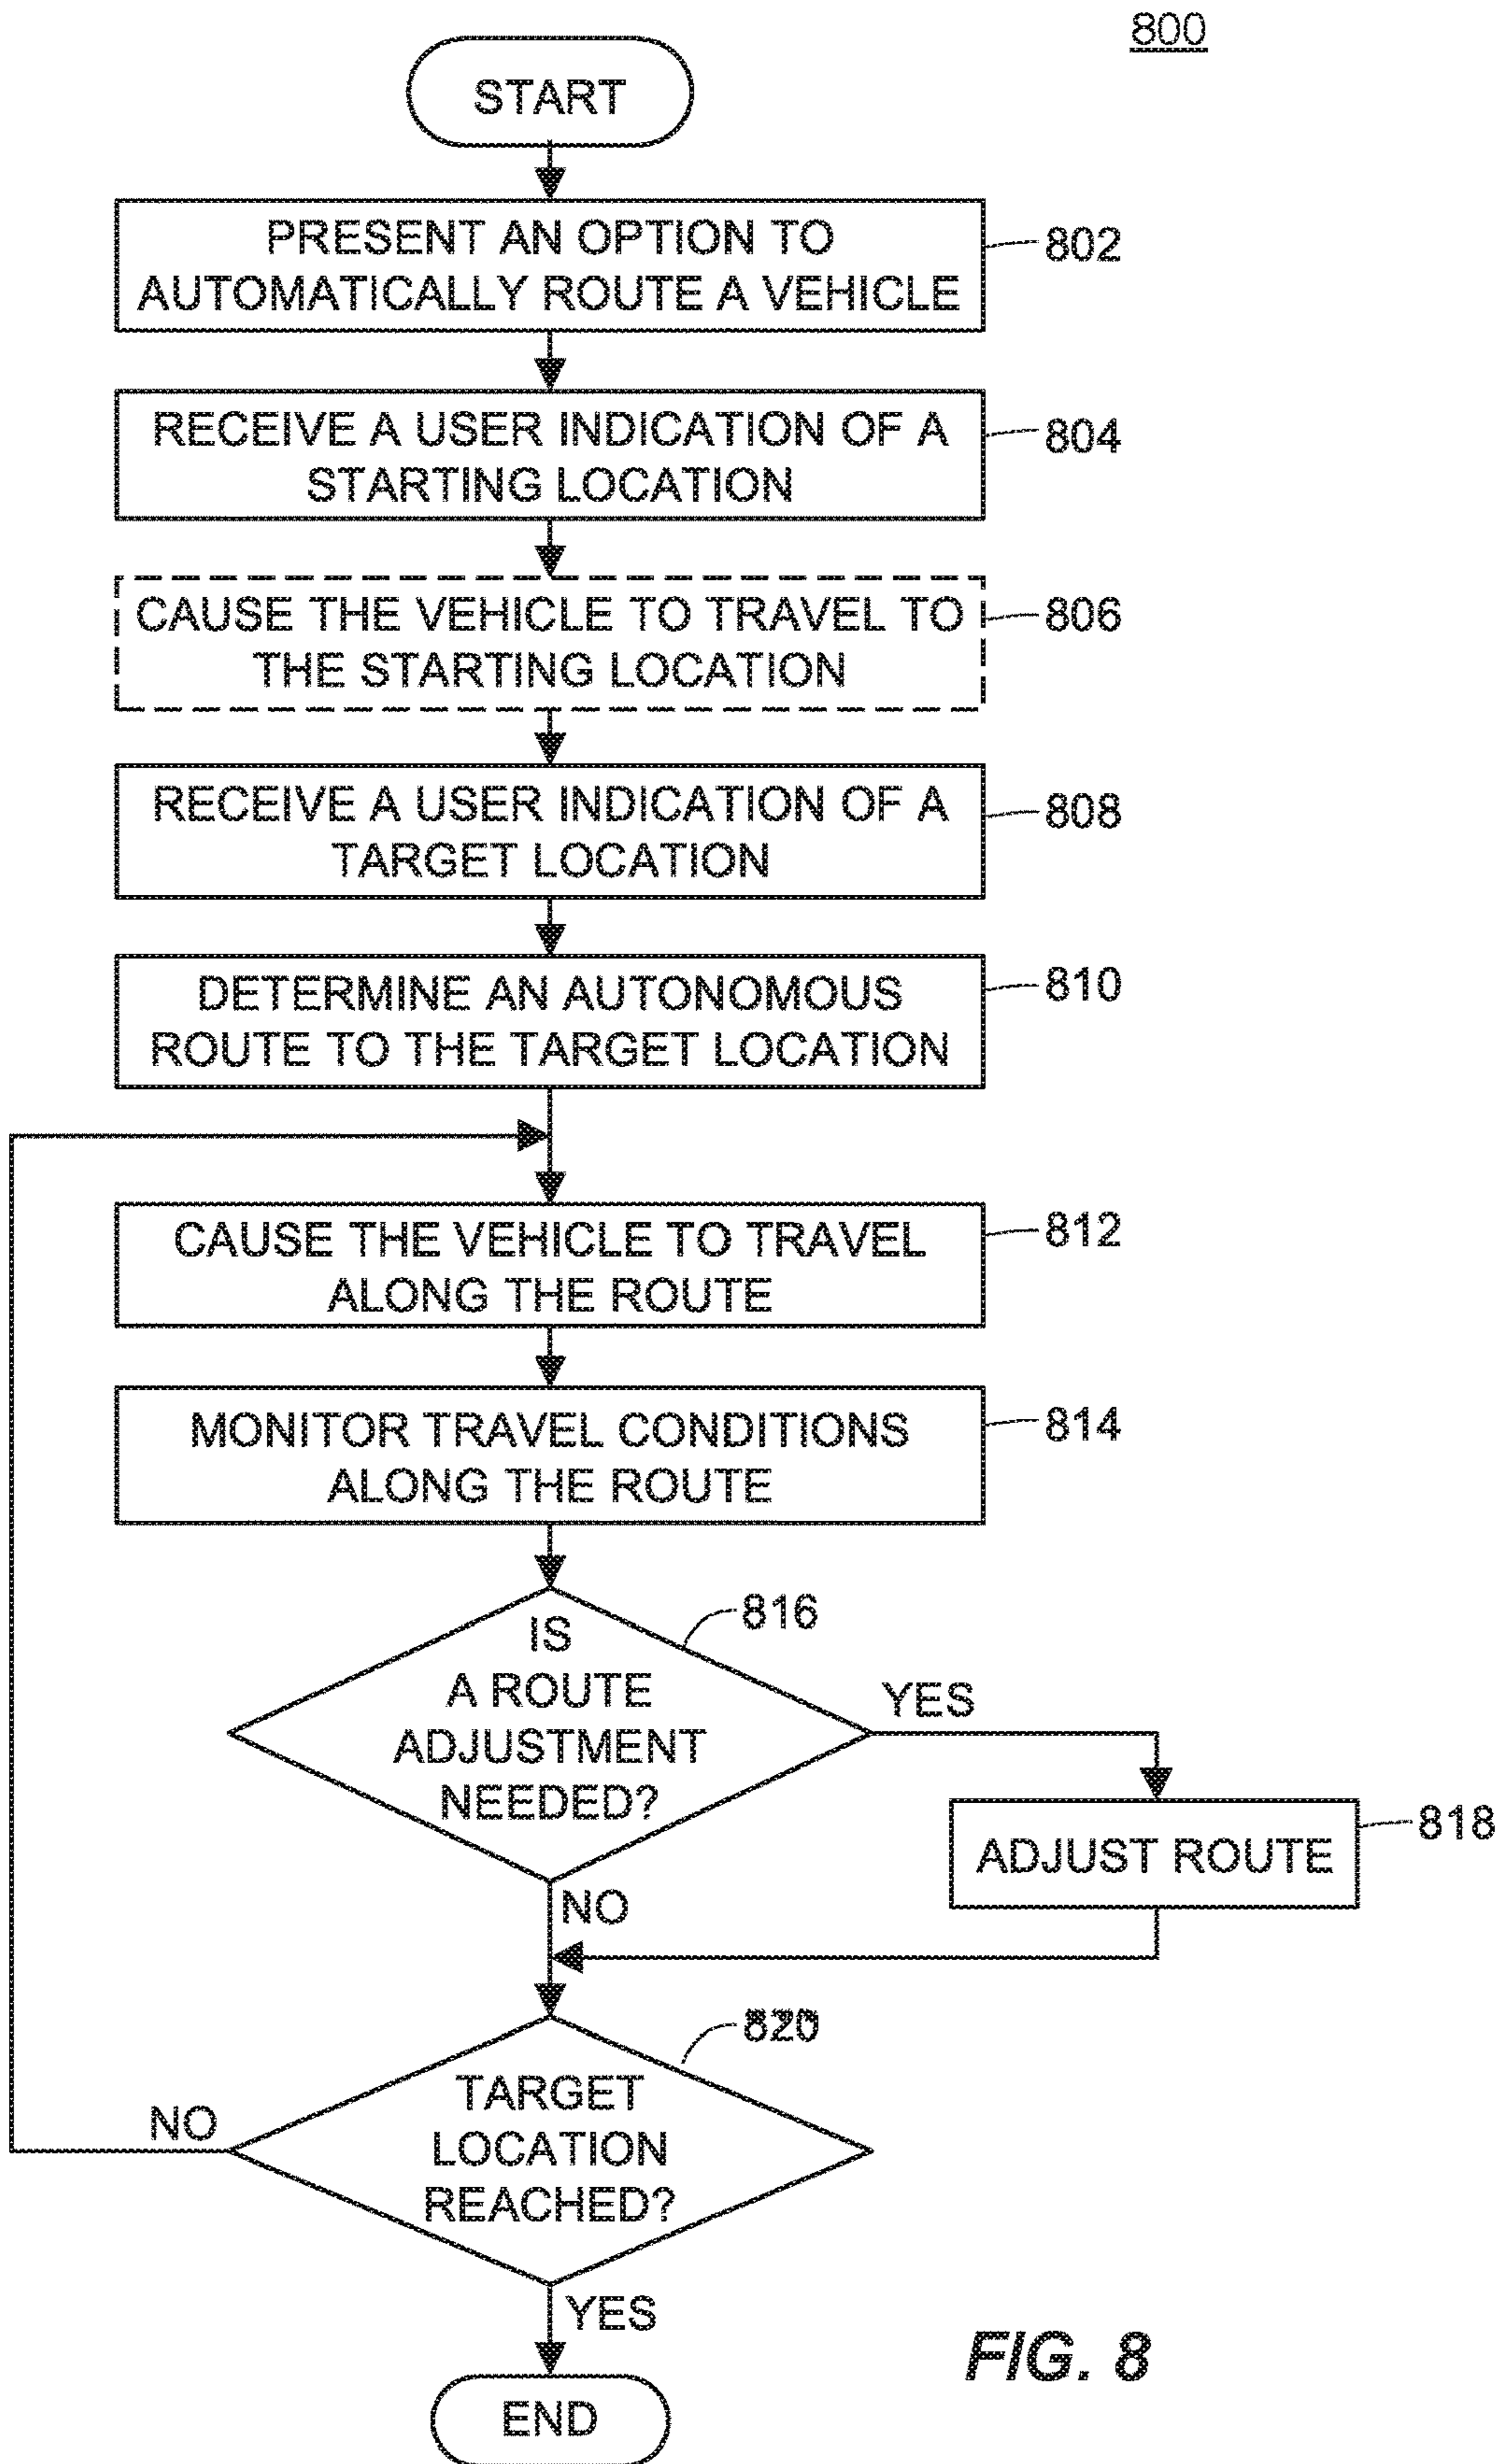 800
START
PRESENT AN OPTION TO
AUTOMATICALLY ROUTE A VEHICLE
802
RECEIVE A USER INDICATION OF A
STARTING LOCATION
804
CAUSE THE VEHICLE TO TRAVEL TO
THE STARTING LOCATION
806
RECEIVE A USER INDICATION OF A
TARGET LOCATION
808
DETERMINE AN AUTONOMOUS
ROUTE TO THE TARGET LOCATION
810
CAUSE THE VEHICLE TO TRAVEL
ALONG THE ROUTE
812
MONITOR TRAVEL CONDITIONS
ALONG THE ROUTE
814
IS
A ROUTE
ADJUSTMENT
NEEDED?
816
YES
ADJUST ROUTE
818
NO
TARGET
LOCATION
REACHED?
820
NO
YES
END
FIG. 8